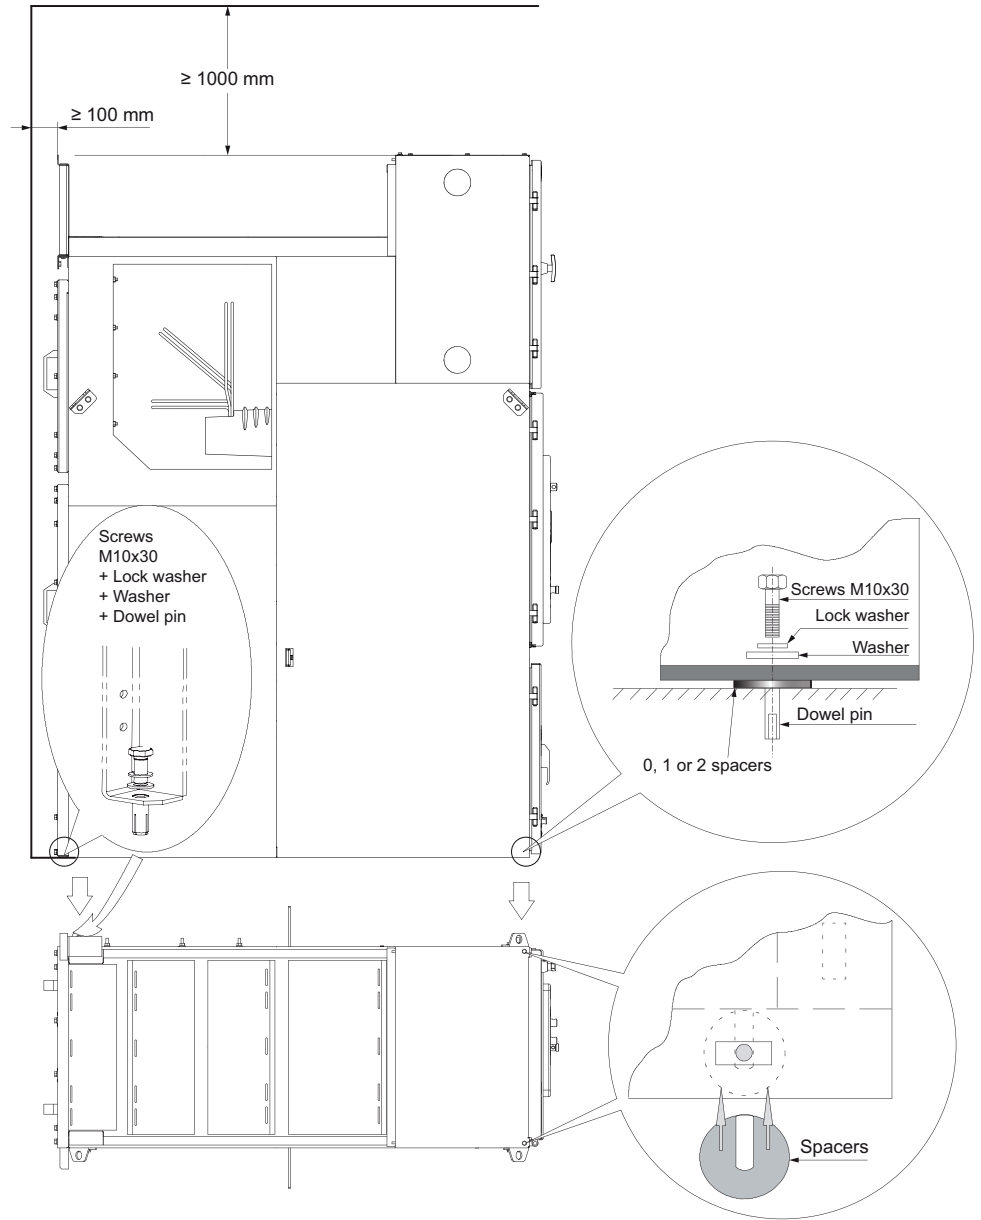 ≥ 1000 mm
≥ 100 mm
Screws
M10x30
+ Lock washer
+ Washer
+ Dowel pin
Screws M10x30
Lock washer
Washer
Dowel pin
0, 1 or 2 spacers
Spacers